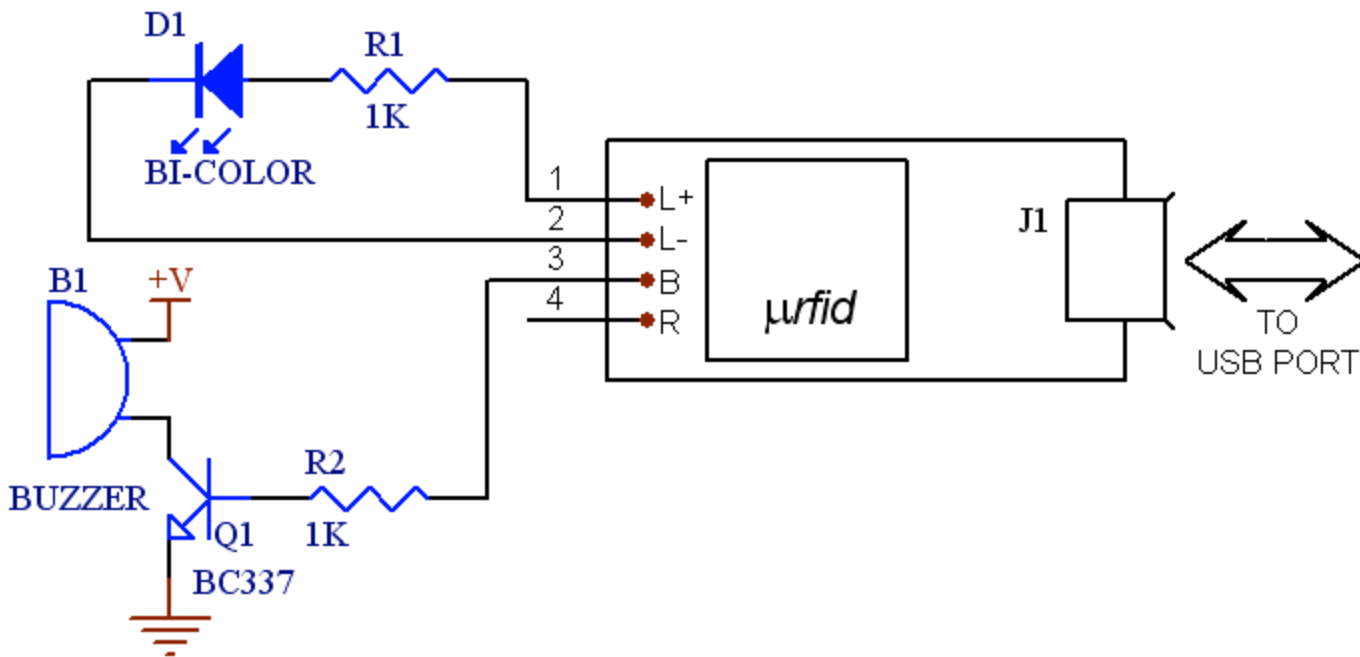 D1
R1
1K
BI-COLOR
1
L+
2
L-
3
B
4
R
μrfid
J1
TO
USB PORT
B1
+V
BUZZER
R2
1K
Q1
BC337